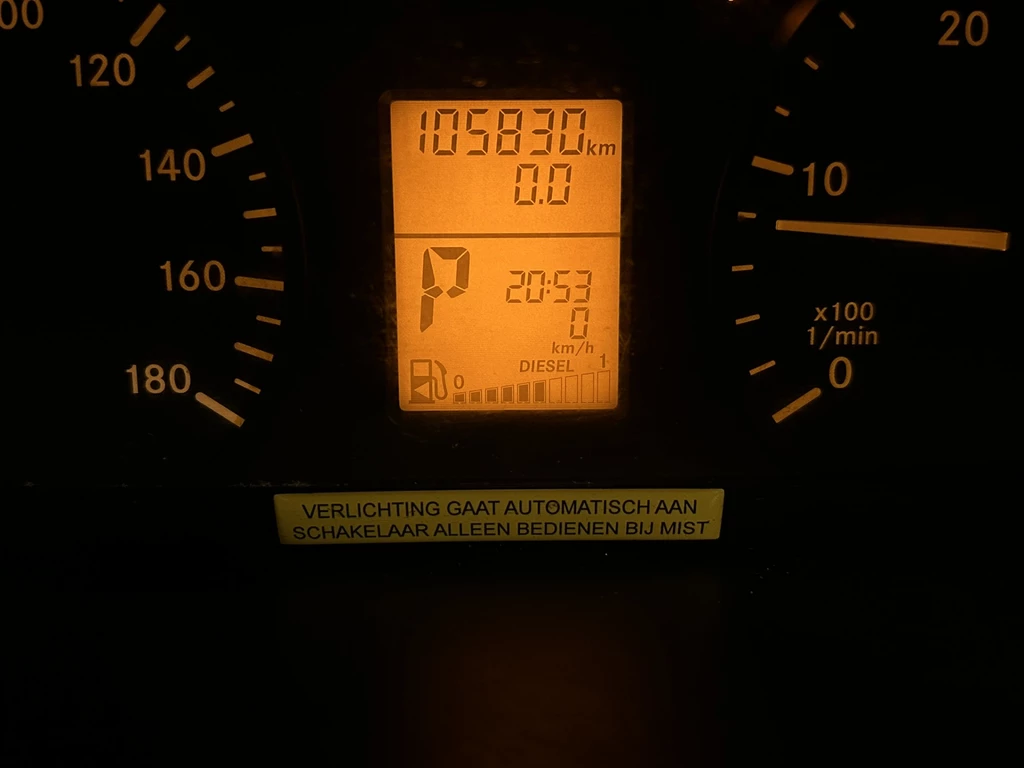 00
120
140
160
180
105830 km
0.0
P
20:53
0
km/h
DIESEL
0 1
20
10
x100
1/min
0
VERLICHTING GAAT AUTOMATISCH AAN
SCHAKELAAR ALLEEN BEDIENEN BIJ MIST